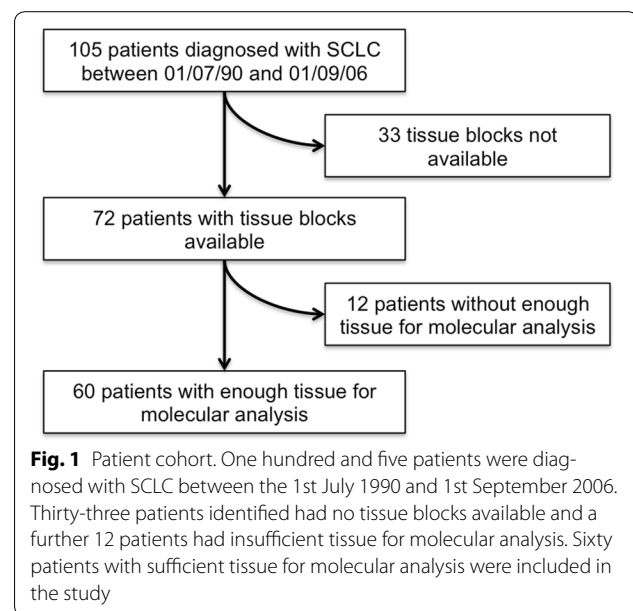 105 patients diagnosed with SCLC
between 01/07/90 and 01/09/06
33 tissue blocks not
available
72 patients with tissue blocks
available
12 patients without enough
tissue for molecular analysis
60 patients with enough tissue for
molecular analysis
Fig. 1 Patient cohort. One hundred and five patients were diag-
nosed with SCLC between the 1st July 1990 and 1st September 2006.
Thirty-three patients identified had no tissue blocks available and a
further 12 patients had insufficient tissue for molecular analysis. Sixty
patients with sufficient tissue for molecular analysis were included in
the study